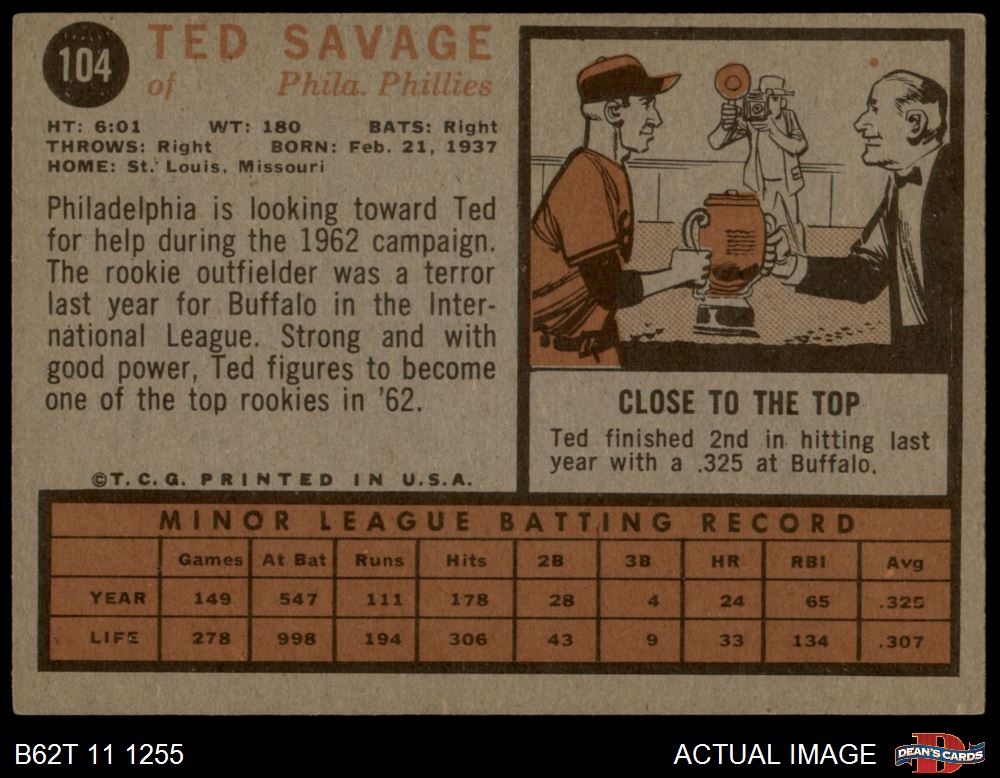 104
TED SAVAGE
of Phila. Phillies
HT: 6:01 WT: 180 BATS: Right
THROWS: Right BORN: Feb. 21, 1937
HOME: St. Louis, Missouri
Philadelphia is looking toward Ted
for help during the 1962 campaign.
The rookie outfielder was a terror
last year for Buffalo in the Inter-
national League. Strong and with
good power, Ted figures to become
one of the top rookies in '62.
©T.C.G. PRINTED IN U.S.A.
CLOSE TO THE TOP
Ted finished 2nd in hitting last
year with a .325 at Buffalo.
MINOR LEAGUE BATTING RECORD
Games At Bat Runs Hits 2B 3B HR RBI Avg
YEAR 149 547 111 178 28 4 24 65 .325
LIFE 278 998 194 306 43 9 33 134 .307
B62T 11 1255
ACTUAL IMAGE
D
DEAN'S CARDS